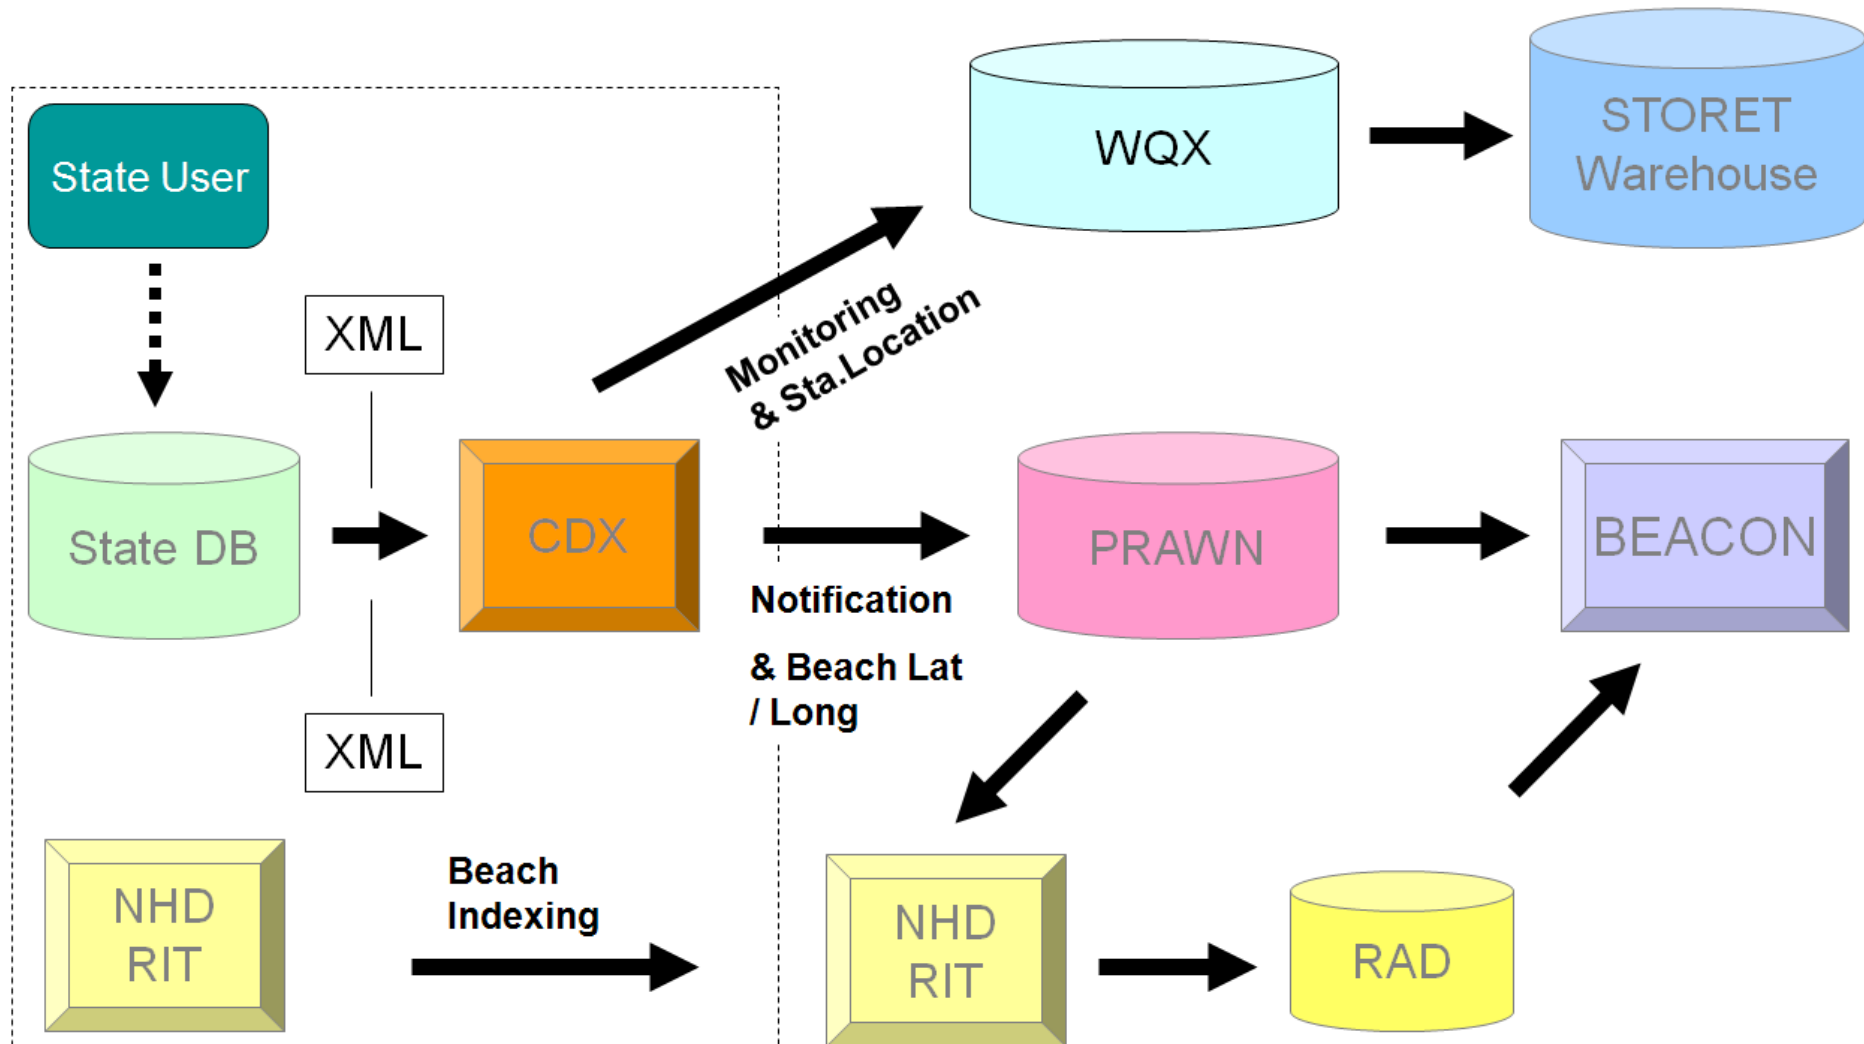 State User
XML
State DB
CDX
XML
NHD
RIT
Beach
Indexing
Monitoring
& Sta.Location
Notification
& Beach Lat
/ Long
WQX
STORET
Warehouse
PRAWN
BEACON
NHD
RIT
RAD